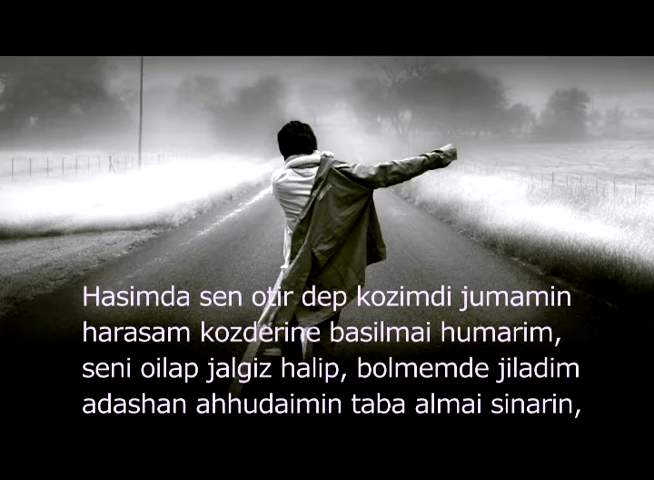 Hasimda sen otir dep kozimdi jumamin
harasam kozderine basilmai humarim,
seni oilap jalgiz halip, bolmemde jiladim
adashan ahhudaimin taba almai sinarin,